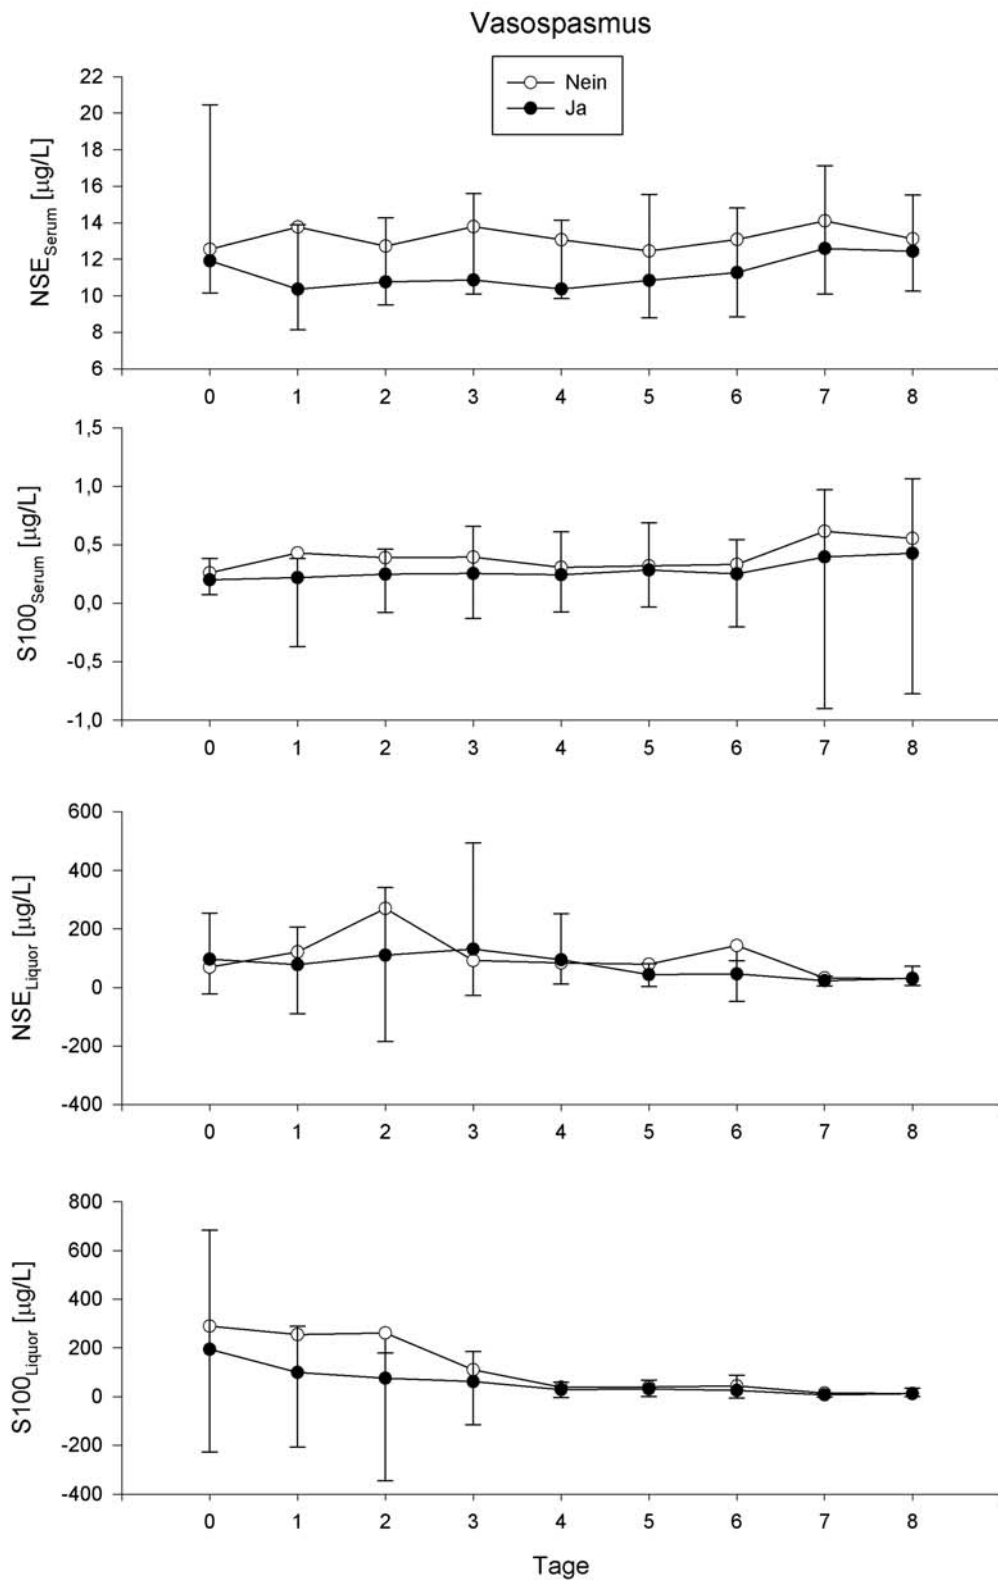 Vasospasmus
Nein
Ja
NSE_Serum [µg/L]
22
20
18
16
14
12
10
8
6
0 1 2 3 4 5 6 7 8
S100_Serum [µg/L]
1,5
1,0
0,5
0,0
-0,5
-1,0
0 1 2 3 4 5 6 7 8
NSE_Liquor [µg/L]
600
400
200
0
-200
-400
0 1 2 3 4 5 6 7 8
S100_Liquor [µg/L]
800
600
400
200
0
-200
-400
0 1 2 3 4 5 6 7 8
Tage